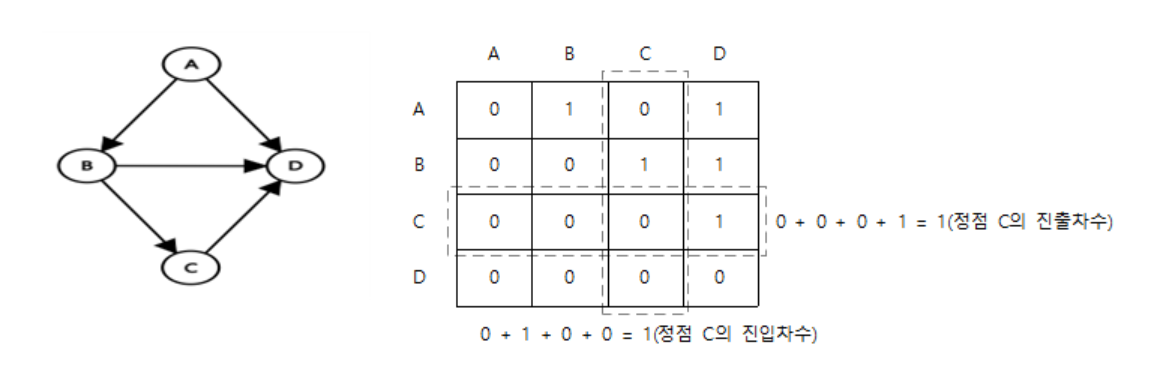 A
B
D
C
A B C D
A 0 1 0 1
B 0 0 1 1
C 0 0 0 1 0 + 0 + 0 + 1 = 1(정점 C의 진출차수)
D 0 0 0 0
0 + 1 + 0 + 0 = 1(정점 C의 진입차수)